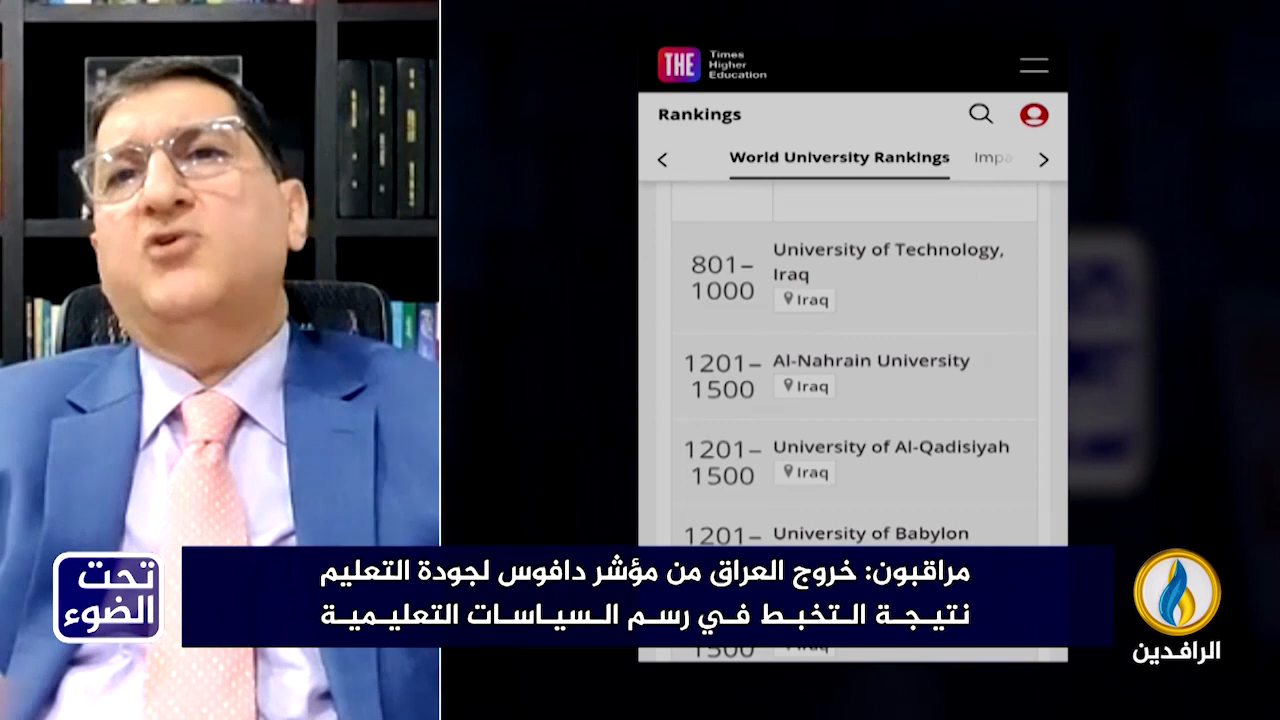 THE
Times
Higher
Education
Rankings
World University Rankings
Impa
801–
1000
University of Technology,
Iraq
Iraq
1201–
1500
Al-Nahrain University
Iraq
1201–
1500
University of Al-Qadisiyah
Iraq
1201–
University of Babylon
مراقبون: خروج العراق من مؤشر دافوس لجودة التعليم
نتيجة التخبط في رسم السياسات التعليمية
1500
Iraq
تحت
الضوء
الرافدين